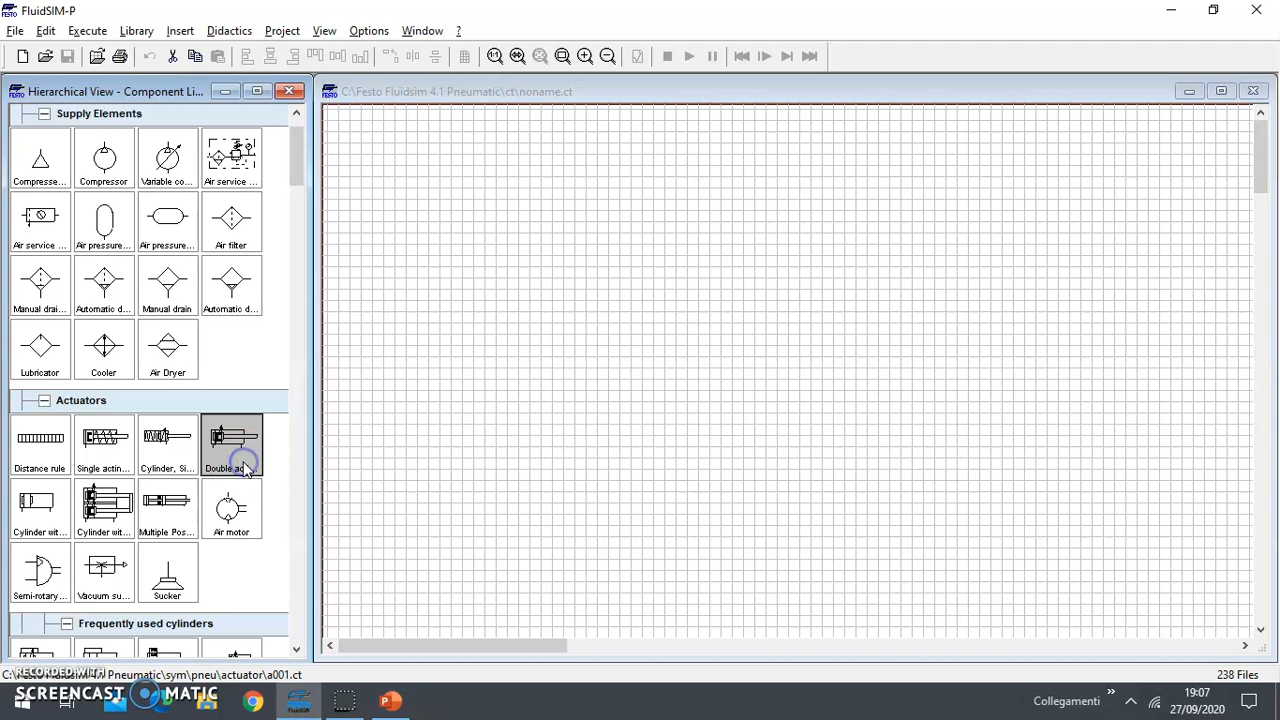 FluidSIM-P
File Edit Execute Library Insert Didactics Project View Options Window ?
Hierarchical View - Component Li...
C:\Festo Fluidsim 4.1 Pneumatic\ct\noname.ct
Supply Elements
Compresse... Compressor Variable co... Air service ...
Air service ... Air pressure... Air pressure... Air filter
Manual drai... Automatic d... Manual drain Automatic d...
Lubricator Cooler Air Dryer
Actuators
Distance rule Single actin... Cylinder, Si... Double ac...
Cylinder wit... Cylinder wit... Multiple Pos... Air motor
Semi-rotary... Vacuum su... Sucker
Frequently used cylinders
Pneumatic\sym\pneu\actuator\a001.ct
238 Files
RECORDED WITH
SCREENCAST MATIC
Collegamenti
19:07
27/09/2020